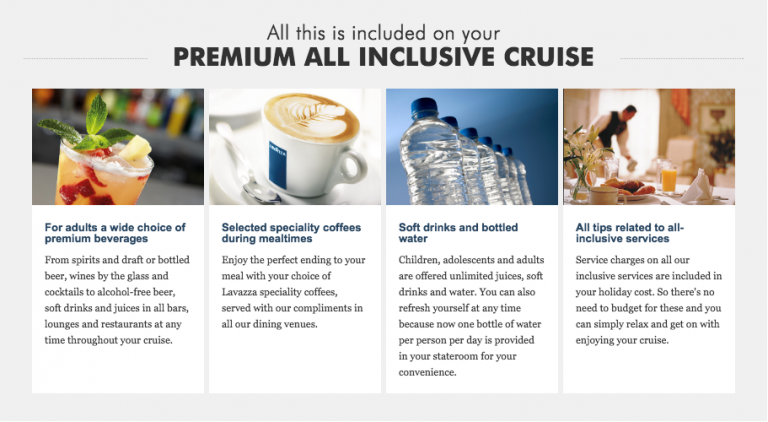 All this is included on your
PREMIUM ALL INCLUSIVE CRUISE
LAVAZZA
For adults a wide choice of
premium beverages
From spirits and draft or bottled
beer, wines by the glass and
cocktails to alcohol-free beer,
soft drinks and juices in all bars,
lounges and restaurants at any
time throughout your cruise.
Selected speciality coffees
during mealtimes
Enjoy the perfect ending to your
meal with your choice of
Lavazza speciality coffees,
served with our compliments in
all our dining venues.
Soft drinks and bottled
water
Children, adolescents and adults
are offered unlimited juices, soft
drinks and water. You can also
refresh yourself at any time
because now one bottle of water
per person per day is provided
in your stateroom for your
convenience.
All tips related to all-
inclusive services
Service charges on all our
inclusive services are included in
your holiday cost. So there's no
need to budget for these and you
can simply relax and get on with
enjoying your cruise.